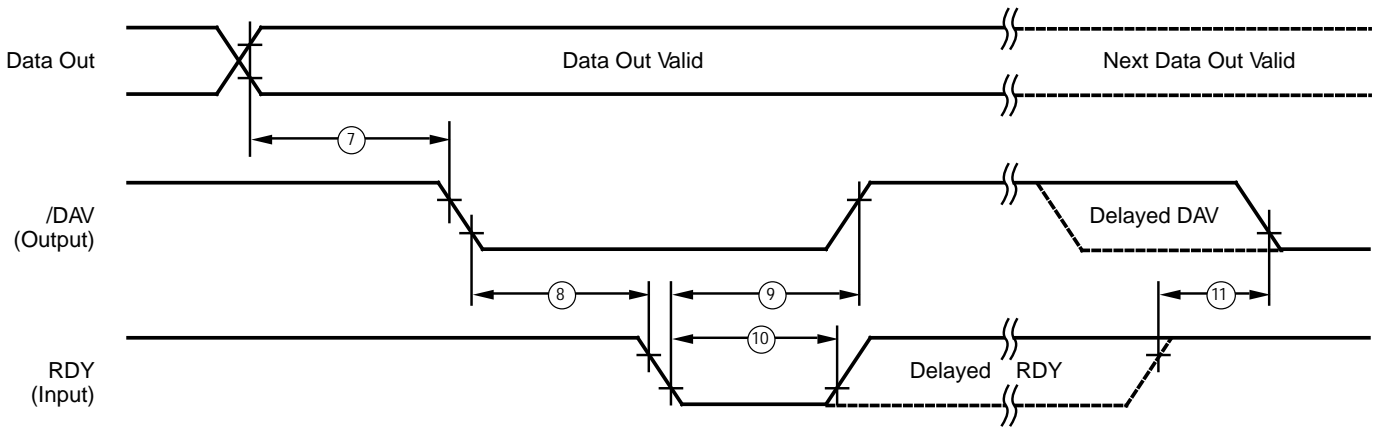 Data Out
Data Out Valid
Next Data Out Valid
7
/DAV
(Output)
Delayed DAV
8
9
11
10
RDY
(Input)
Delayed RDY